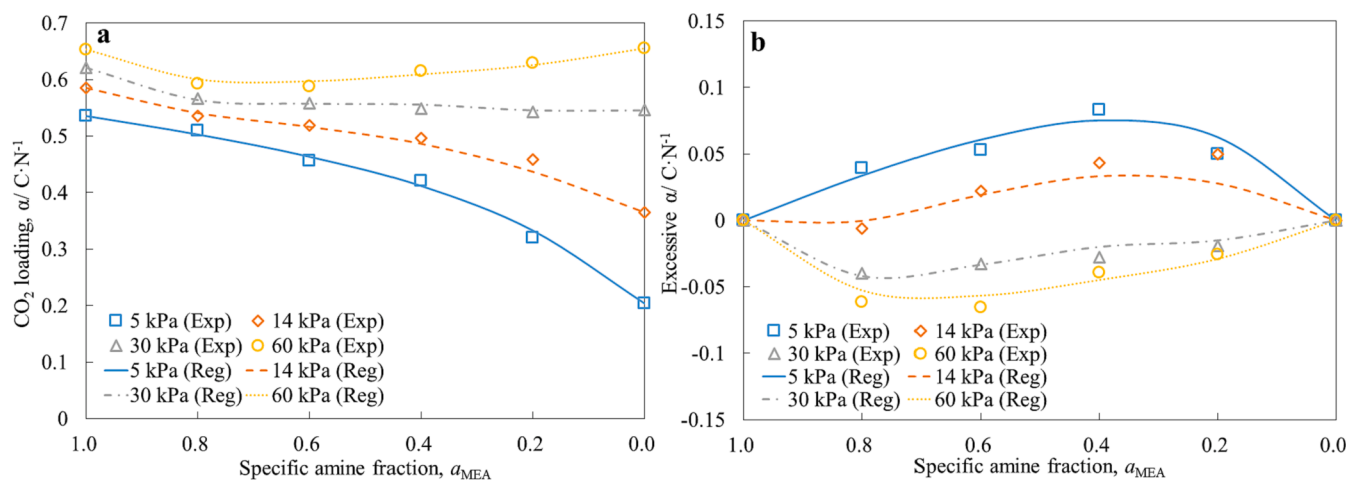 a
0.7
0.6
0.5
0.4
0.3
0.2
0.1
0
CO2 loading, α/ C·N-1
5 kPa (Exp) 14 kPa (Exp)
30 kPa (Exp) 60 kPa (Exp)
5 kPa (Reg) 14 kPa (Reg)
30 kPa (Reg) 60 kPa (Reg)
1.0 0.8 0.6 0.4 0.2 0.0
Specific amine fraction, aMEA
b
0.15
0.1
0.05
0
-0.05
-0.1
-0.15
Excessive α/ C·N-1
5 kPa (Exp) 14 kPa (Exp)
30 kPa (Exp) 60 kPa (Exp)
5 kPa (Reg) 14 kPa (Reg)
30 kPa (Reg) 60 kPa (Reg)
1.0 0.8 0.6 0.4 0.2 0.0
Specific amine fraction, aMEA